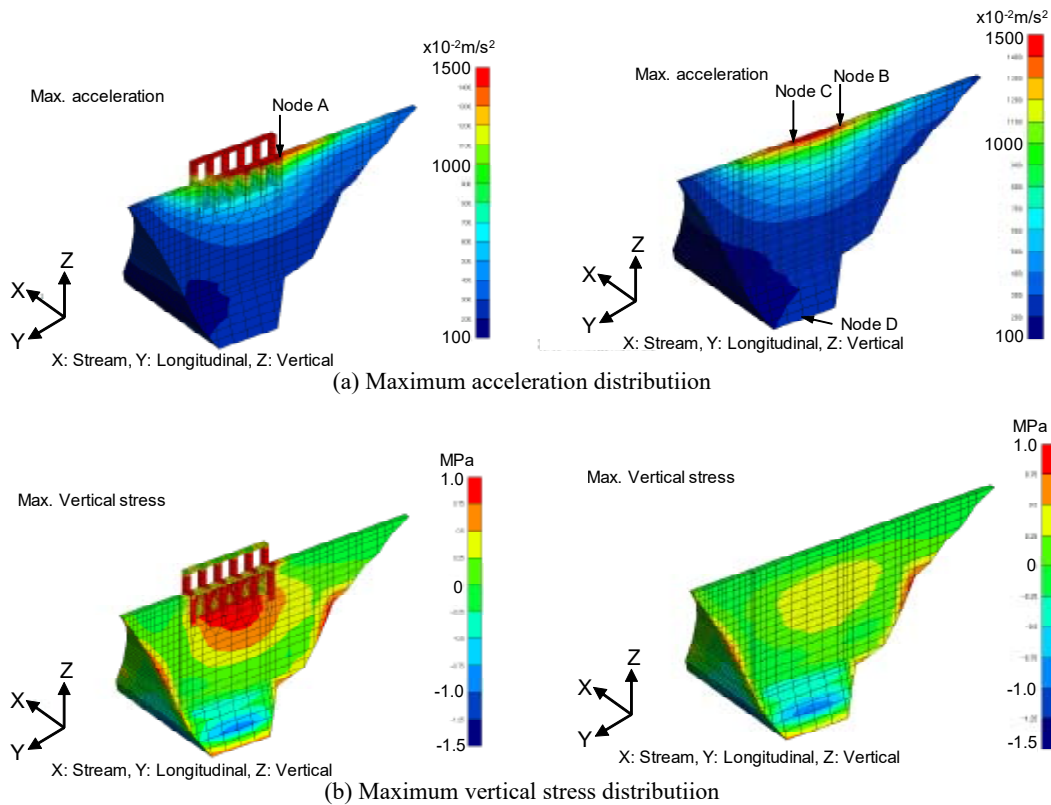 x10-2m/s2
1500
Max. acceleration
Node A
1000
100
Z
X
Y
X: Stream, Y: Longitudinal, Z: Vertical
x10-2m/s2
1500
Max. acceleration
Node B
Node C
1000
100
Node D
Z
X
Y
X: Stream, Y: Longitudinal, Z: Vertical
(a) Maximum acceleration distributiion
MPa
1.0
Max. Vertical stress
0
-1.0
-1.5
Z
X
Y
X: Stream, Y: Longitudinal, Z: Vertical
MPa
1.0
Max. Vertical stress
0
-1.0
-1.5
Z
X
Y
X: Stream, Y: Longitudinal, Z: Vertical
(b) Maximum vertical stress distributiion